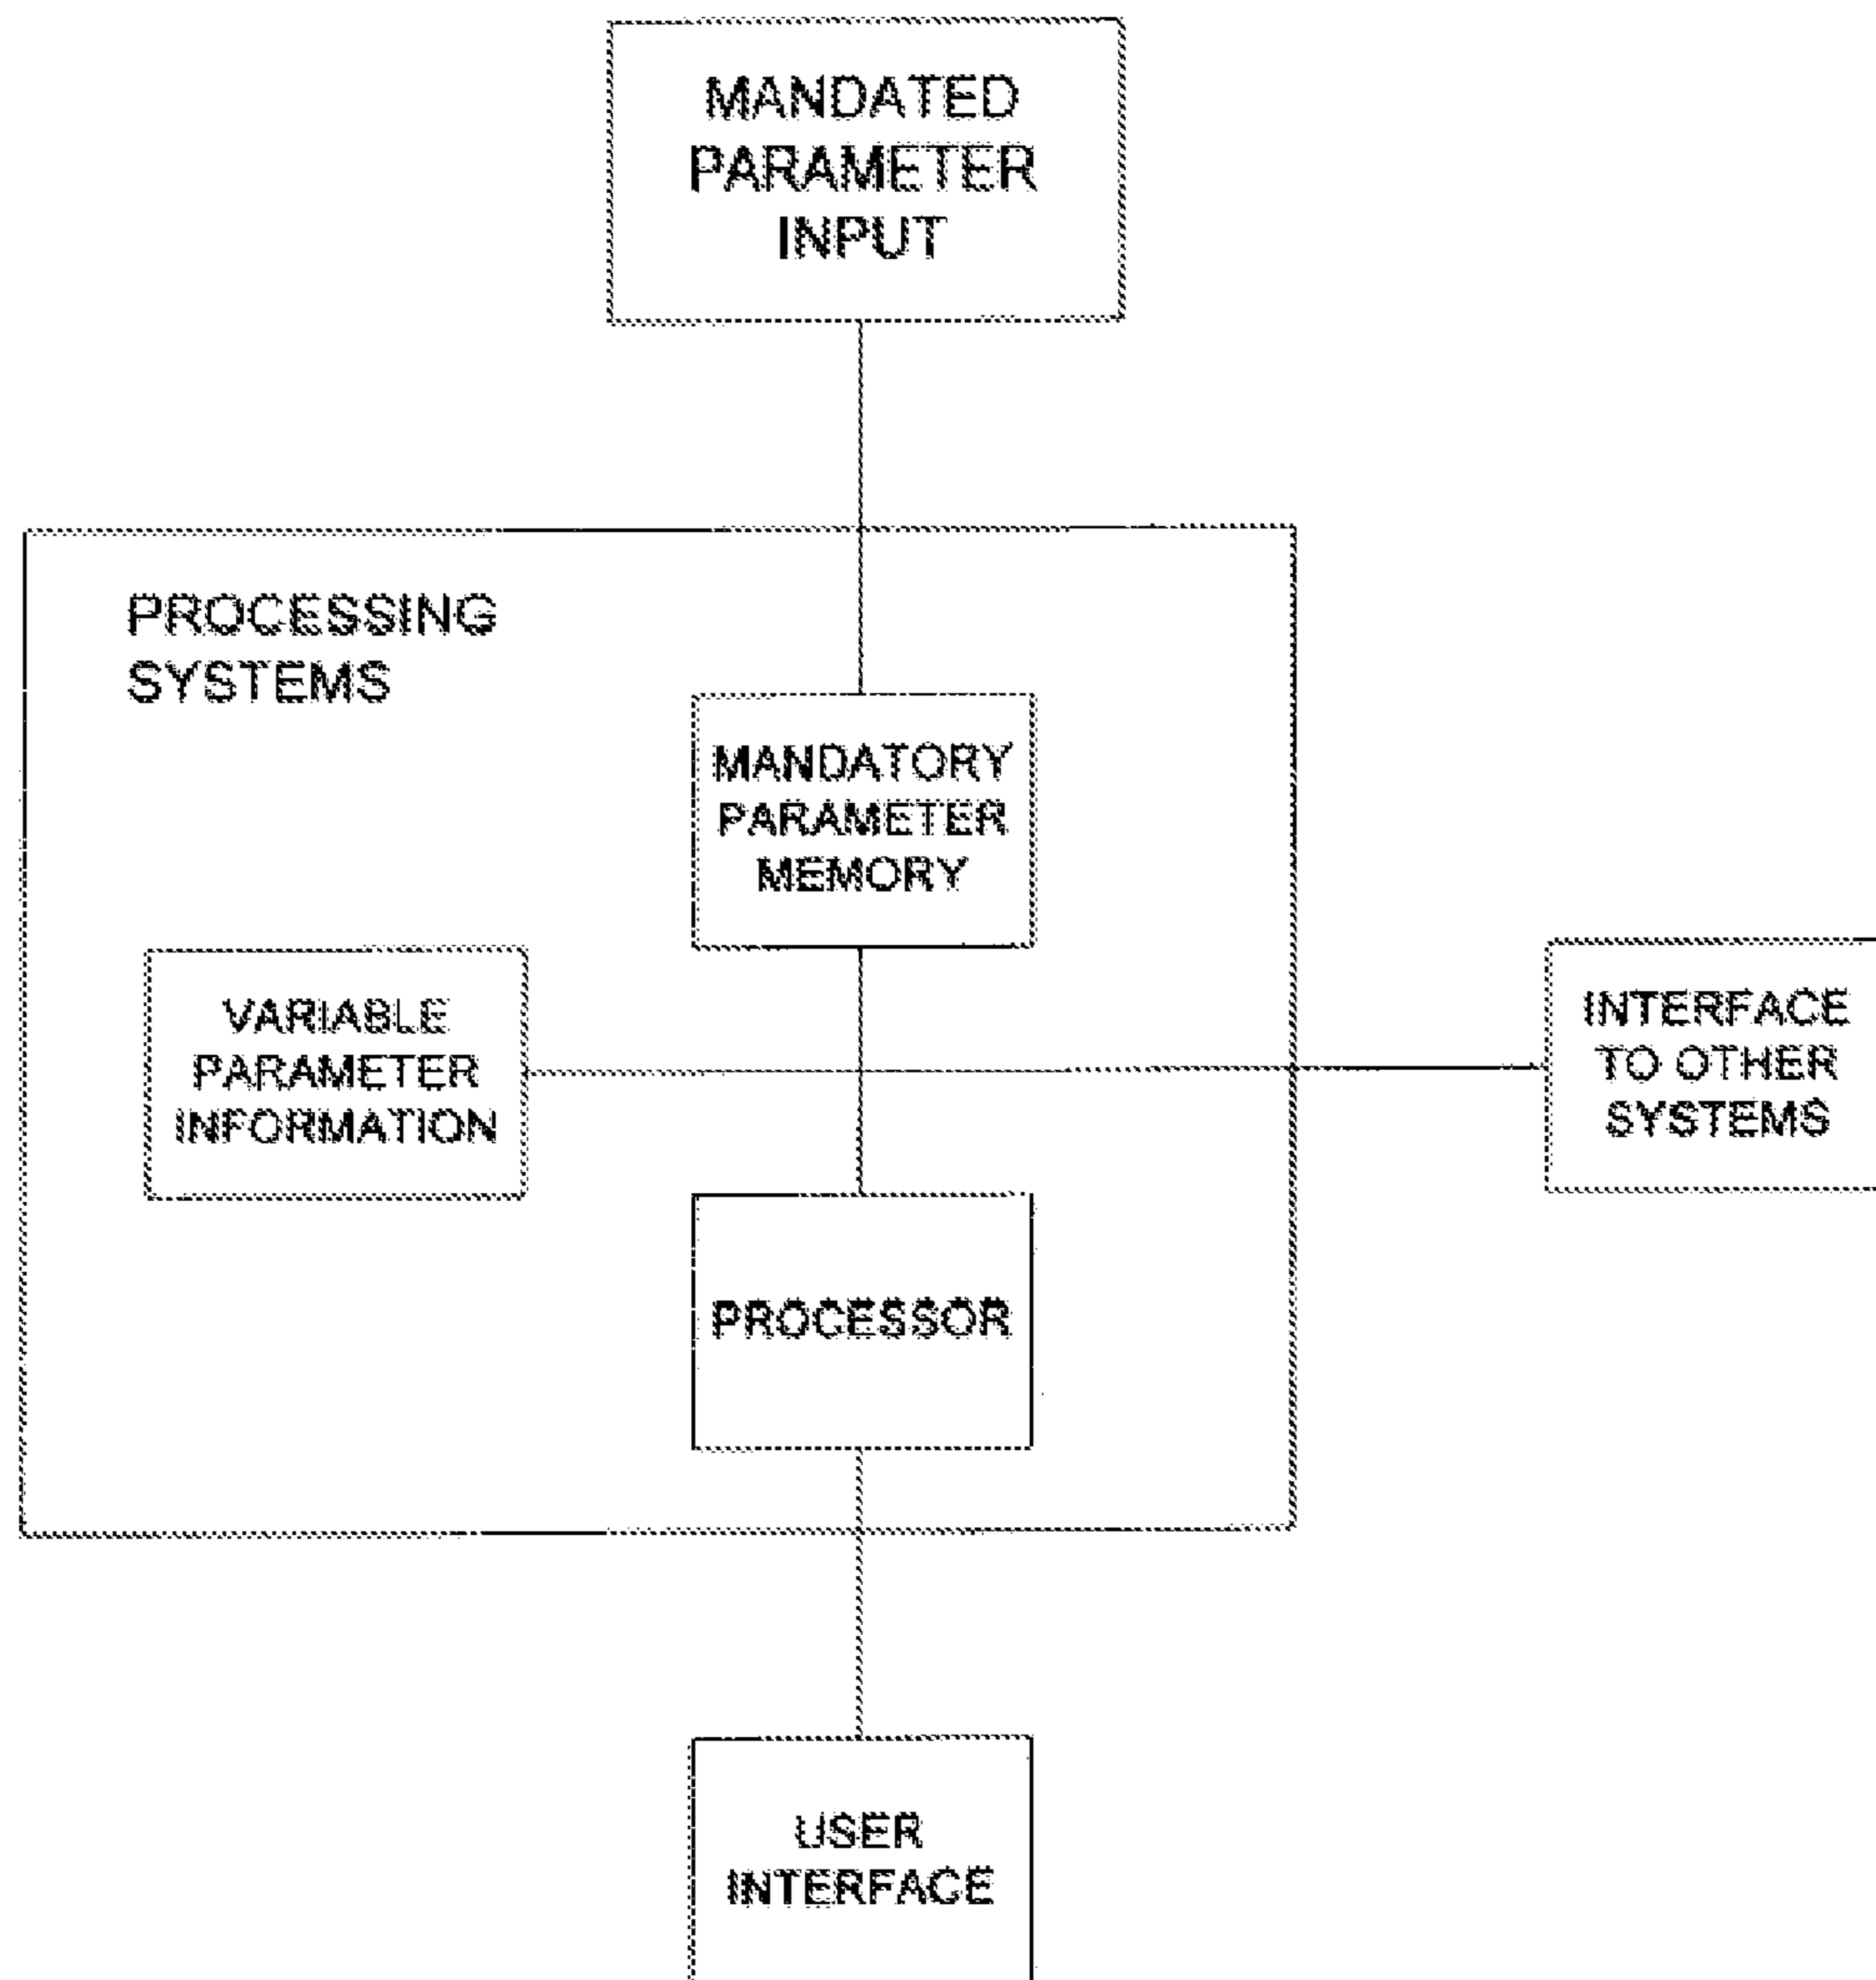 MANDATED
PARAMETER
INPUT
PROCESSING
SYSTEMS
MANDATORY
PARAMETER
MEMORY
VARIABLE
PARAMETER
INFORMATION
INTERFACE
TO OTHER
SYSTEMS
PROCESSOR
USER
INTERFACE